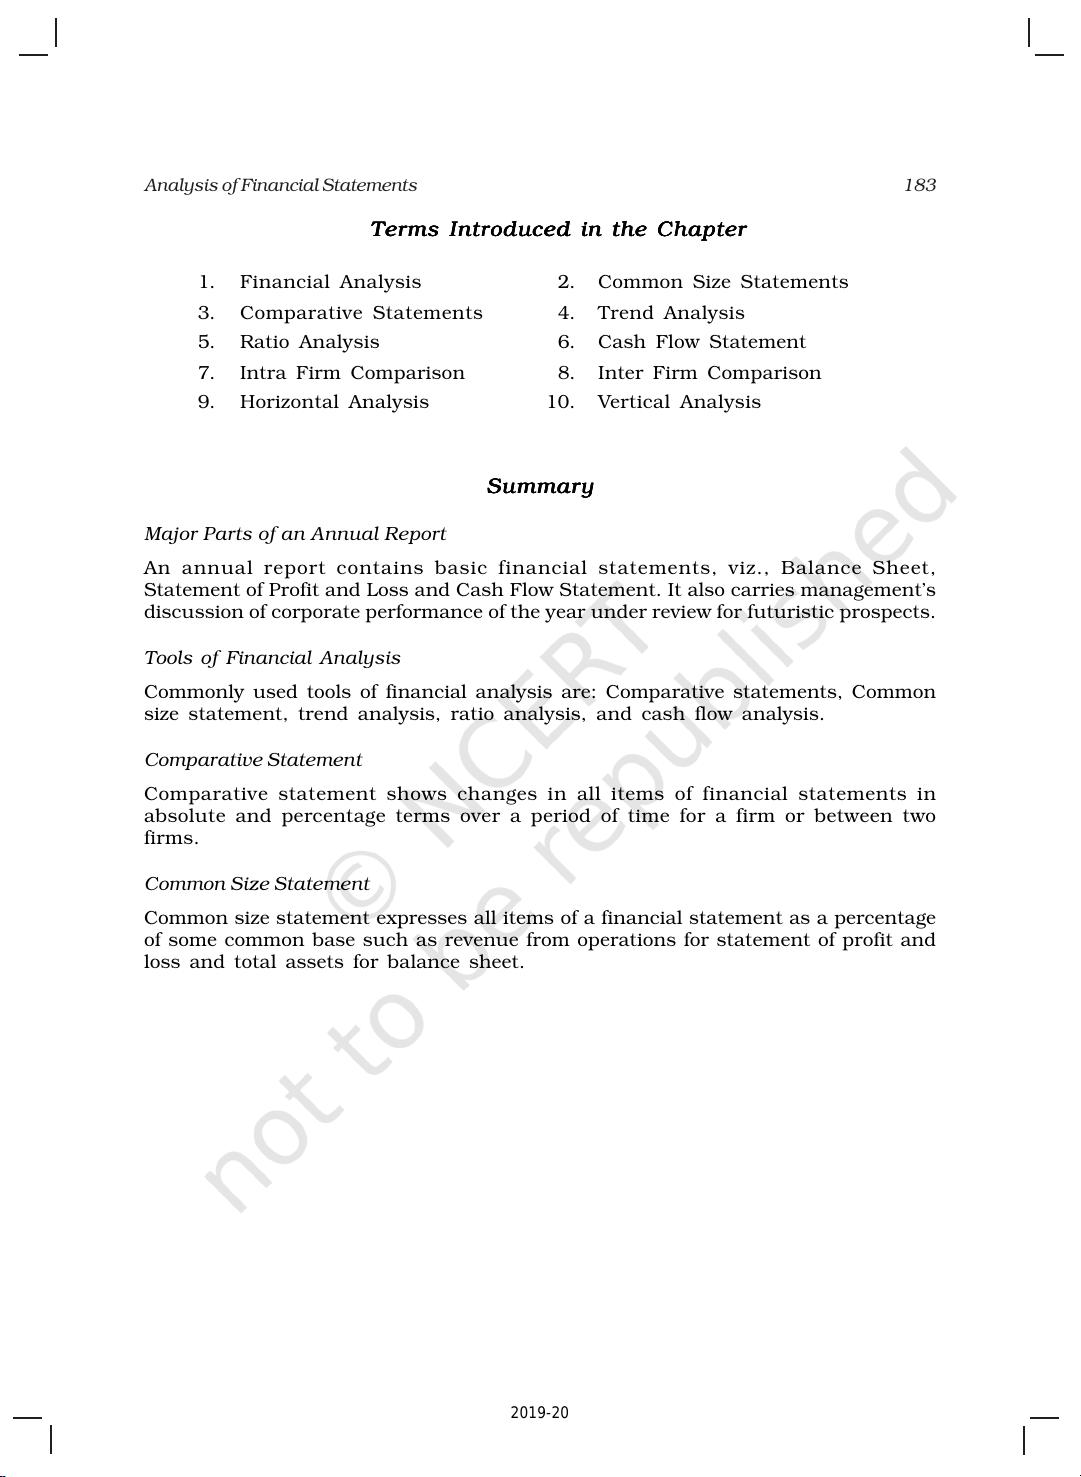 Analysis of Financial Statements 183
Terms Introduced in the Chapter
1. Financial Analysis 2. Common Size Statements
3. Comparative Statements 4. Trend Analysis
5. Ratio Analysis 6. Cash Flow Statement
7. Intra Firm Comparison 8. Inter Firm Comparison
9. Horizontal Analysis 10. Vertical Analysis
Summary
Major Parts of an Annual Report
An annual report contains basic financial statements, viz., Balance Sheet,
Statement of Profit and Loss and Cash Flow Statement. It also carries management's
discussion of corporate performance of the year under review for futuristic prospects.
Tools of Financial Analysis
Commonly used tools of financial analysis are: Comparative statements, Common
size statement, trend analysis, ratio analysis, and cash flow analysis.
Comparative Statement
Comparative statement shows changes in all items of financial statements in
absolute and percentage terms over a period of time for a firm or between two
firms.
Common Size Statement
Common size statement expresses all items of a financial statement as a percentage
of some common base such as revenue from operations for statement of profit and
loss and total assets for balance sheet.
© NCERT
not to be republished
2019-20